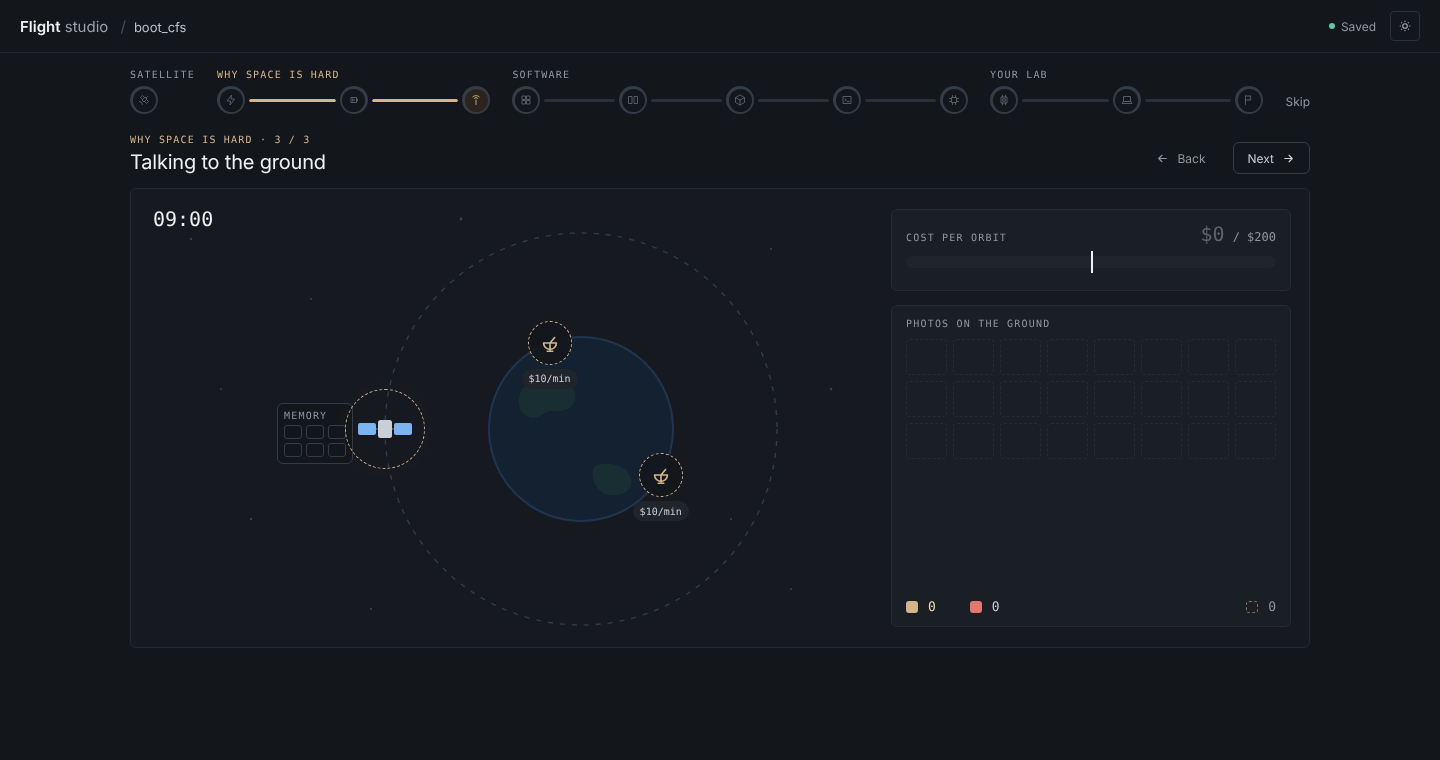 Flight studio / boot_cfs
Saved
SATELLITE
WHY SPACE IS HARD
SOFTWARE
YOUR LAB
Skip
WHY SPACE IS HARD · 3 / 3
Talking to the ground
← Back
Next →
09:00
$10/min
MEMORY
$10/min
COST PER ORBIT
$0 / $200
PHOTOS ON THE GROUND
0
0
0